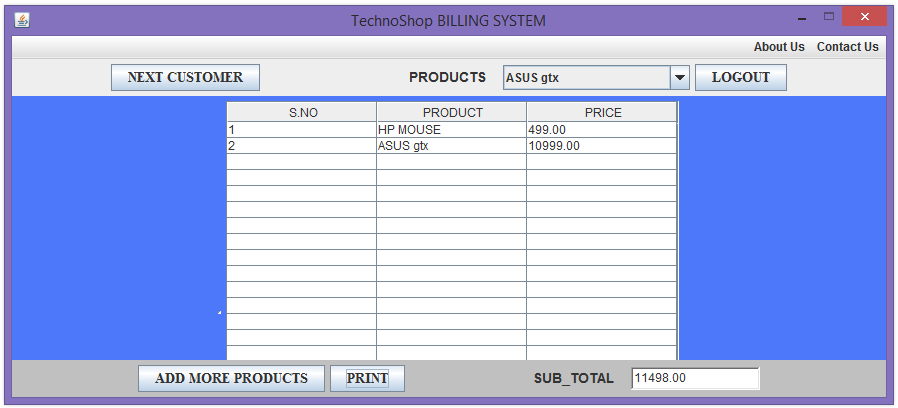 TechnoShop BILLING SYSTEM
About Us Contact Us
NEXT CUSTOMER PRODUCTS ASUS gtx LOGOUT
S.NO PRODUCT PRICE
1 HP MOUSE 499.00
2 ASUS gtx 10999.00
ADD MORE PRODUCTS PRINT SUB_TOTAL 11498.00